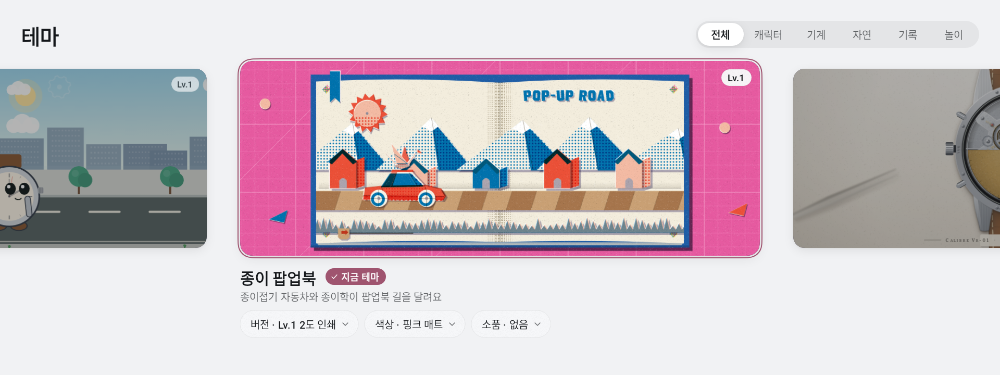 테마
전체 캐릭터 기계 자연 기록 놀이
Lv.1
Lv.1
POP-UP ROAD
CALIBRE VE-01
종이 팝업북 지금 테마
종이접기 자동차와 종이학이 팝업북 길을 달려요
버전 · Lv.1 2도 인쇄 색상 · 핑크 매트 소품 · 없음